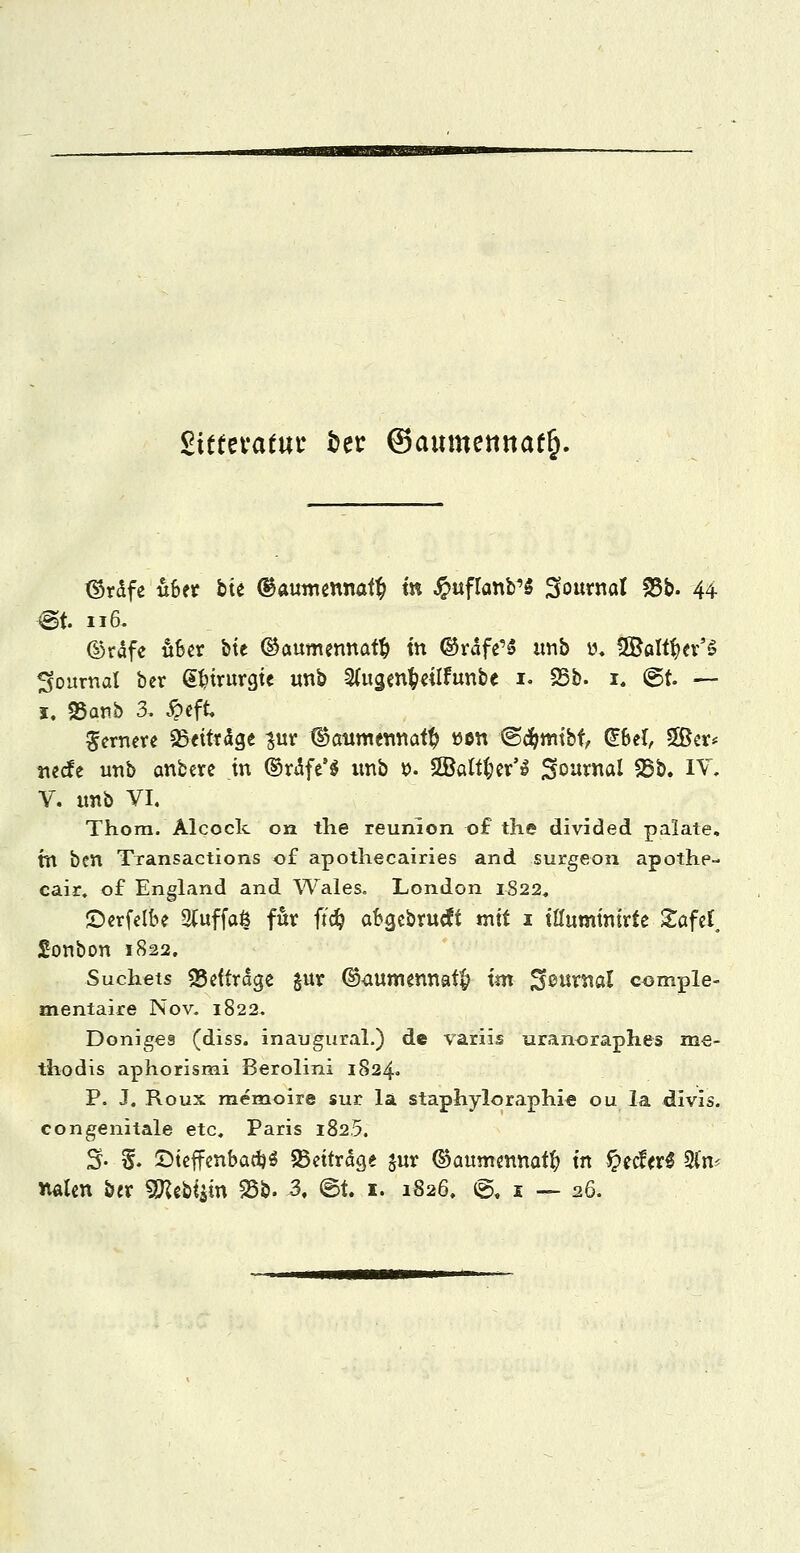 Litteratur der Gaumennath.
Gräfe über die Gaumennath in Hufland's Journal Bd. 44
St. 116.
Gräfe über die Gaumennath in Gräfe's und v. Walther's
Journal der Chirurgie und Augenheilkunde 1. Bd. 1. St. —
1. Band 3. Heft.
Fernere Beiträge zur Gaumennath von Schmidt, Ebel, Wer-
necke und andere in Gräfe's und v. Walther's Journal Bd. IV.
V. und VI.
Thom. Alcock on the reunion of the divided palate.
in den Transactions of apothecairies and surgeon apothe-
cair. of England and Wales. London 1822.
Derselbe Aufsatz für sich abgedruckt mit 1 illuminirte Tafel.
London 1822.
Suchets Beiträge zur Gaumennath im Journal comple-
mentaire Nov. 1822.
Doniges (diss. inaugural.) de variis uranoraphes me-
thodis aphorismi Berolini 1824.
P. J. Roux mémoire sur la staphyloraphie ou la divis.
congenitale etc. Paris 1825.
J. F. Dieffenbachs Beiträge zur Gaumennath in Heckers An-
nalen der Medizin Bd. 3. St. 1. 1826. S. 1 — 26.